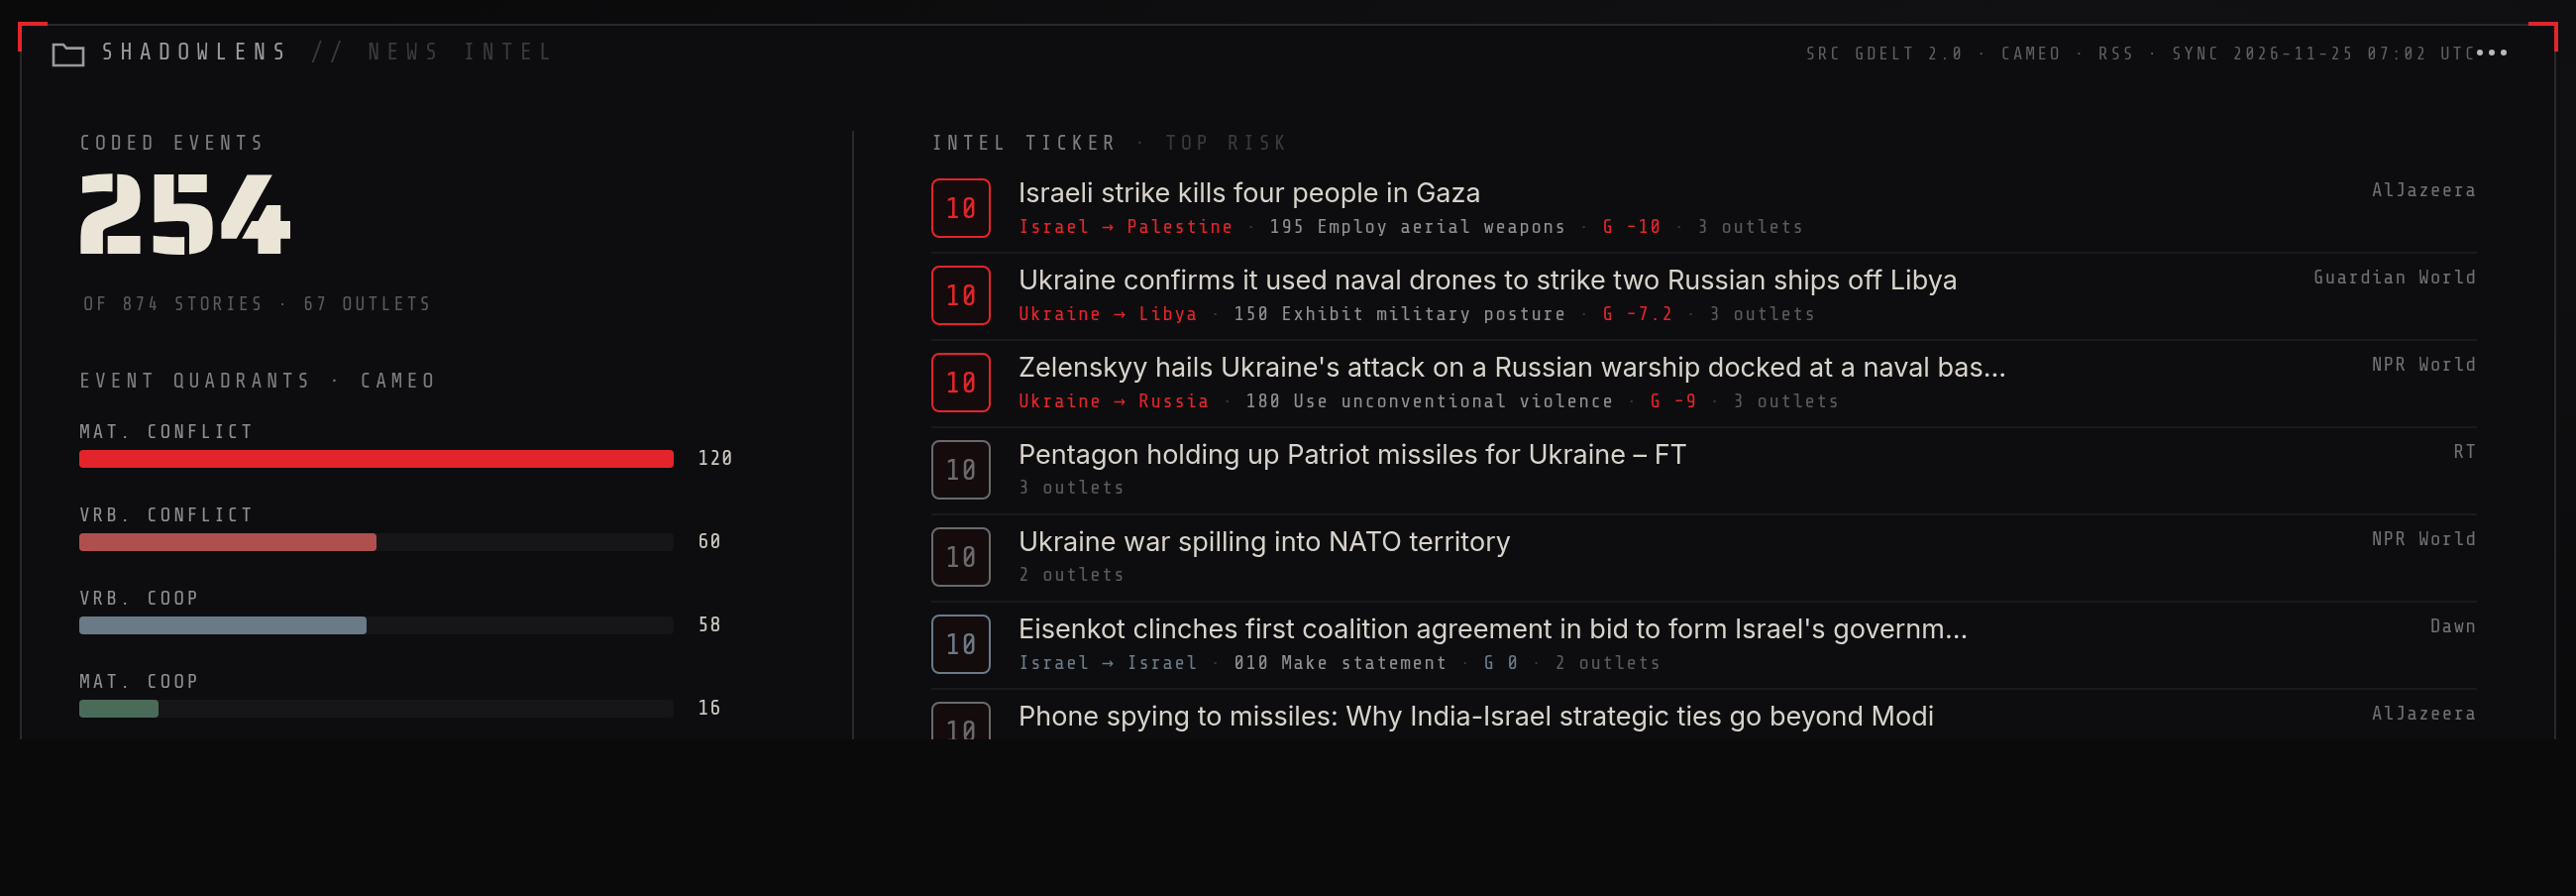 SHADOWLENS // NEWS INTEL
SRC GDELT 2.0 · CAMEO · RSS · SYNC 2026-11-25 07:02 UTC
CODED EVENTS
254
OF 874 STORIES · 67 OUTLETS
EVENT QUADRANTS · CAMEO
MAT. CONFLICT
120
VRB. CONFLICT
60
VRB. COOP
58
MAT. COOP
16
INTEL TICKER · TOP RISK
10 Israeli strike kills four people in Gaza AlJazeera
Israel → Palestine · 195 Employ aerial weapons · G -10 · 3 outlets
10 Ukraine confirms it used naval drones to strike two Russian ships off Libya Guardian World
Ukraine → Libya · 150 Exhibit military posture · G -7.2 · 3 outlets
10 Zelenskyy hails Ukraine's attack on a Russian warship docked at a naval bas... NPR World
Ukraine → Russia · 180 Use unconventional violence · G -9 · 3 outlets
10 Pentagon holding up Patriot missiles for Ukraine – FT RT
3 outlets
10 Ukraine war spilling into NATO territory NPR World
2 outlets
10 Eisenkot clinches first coalition agreement in bid to form Israel's governm... Dawn
Israel → Israel · 010 Make statement · G 0 · 2 outlets
10 Phone spying to missiles: Why India-Israel strategic ties go beyond Modi AlJazeera